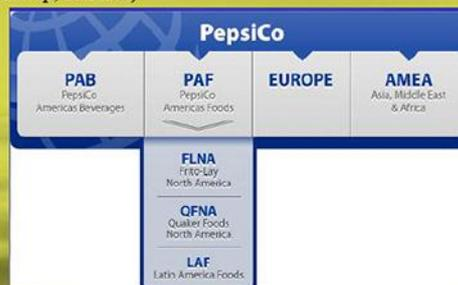 PepsiCo
PAB
PepsiCo
Americas Beverages
PAF
PepsiCo
Americas Foods
EUROPE
AMEA
Asia, Middle East
& Africa
FLNA
Frito-Lay
North America
QFNA
Quaker Foods
North America
LAF
Latin America Foods